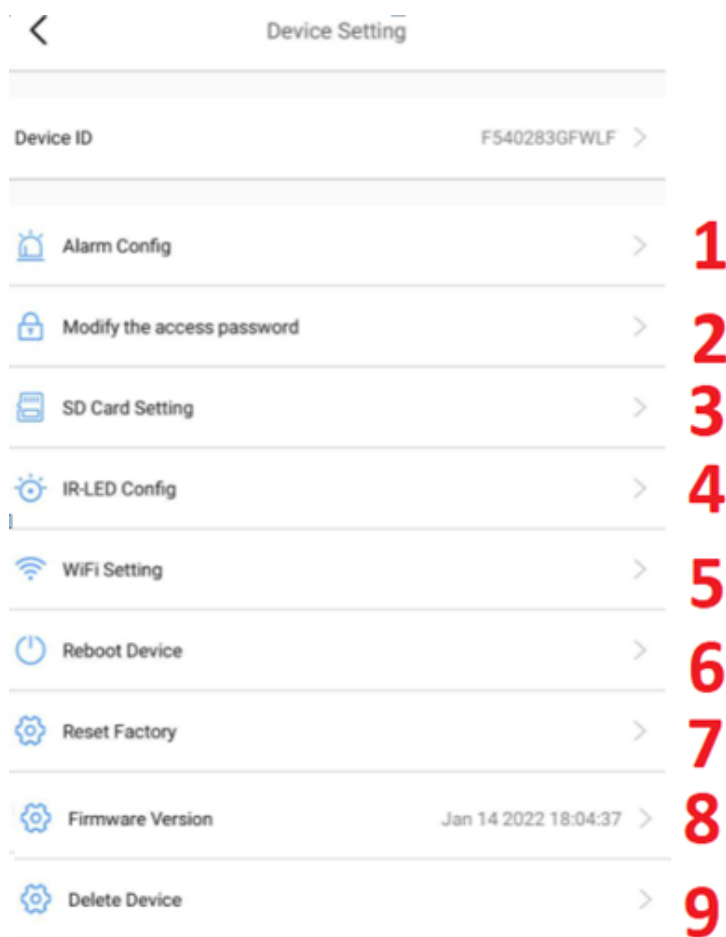 Device Setting
Device ID F540283GFWLF
Alarm Config 1
Modify the access password 2
SD Card Setting 3
IR-LED Config 4
WiFi Setting 5
Reboot Device 6
Reset Factory 7
Firmware Version Jan 14 2022 18:04:37 8
Delete Device 9